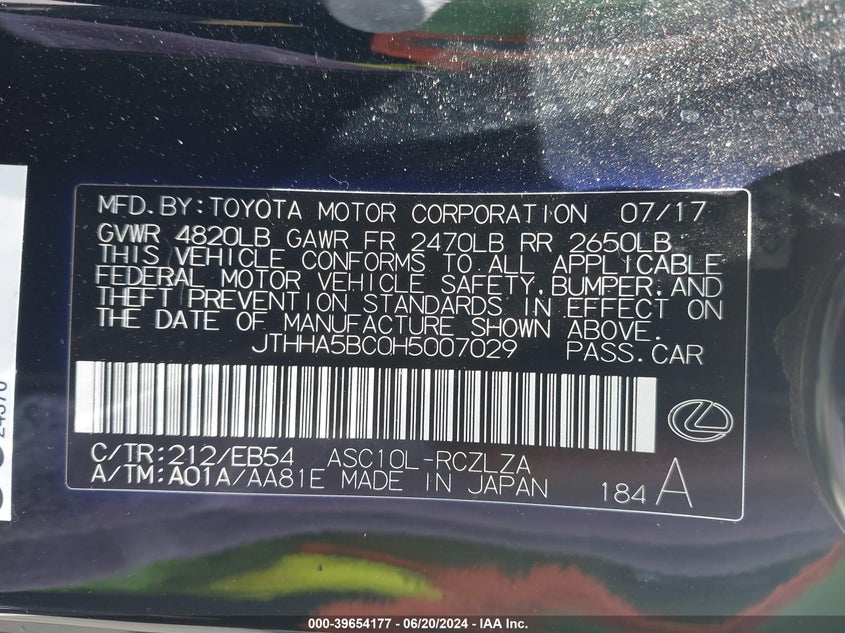 MFD.BY:TOYOTA MOTOR CORPORATION 07/17
GVWR 4820LB GAWR FR 2470LB RR 2650LB
THIS VEHICLE CONFORMS TO ALL APPLICABLE
FEDERAL MOTOR VEHICLE SAFETY, BUMPER, AND
THEFT PREVENTION STANDARDS IN EFFECT ON
THE DATE OF MANUFACTURE SHOWN ABOVE.
JTHHA5BC0H5007029 PASS.CAR
C/TR:212/EB54 ASC10L-RCZLZA
A/TM:A01A/AA81E MADE IN JAPAN 184 A
000-39654177 - 06/20/2024 - IAA Inc.